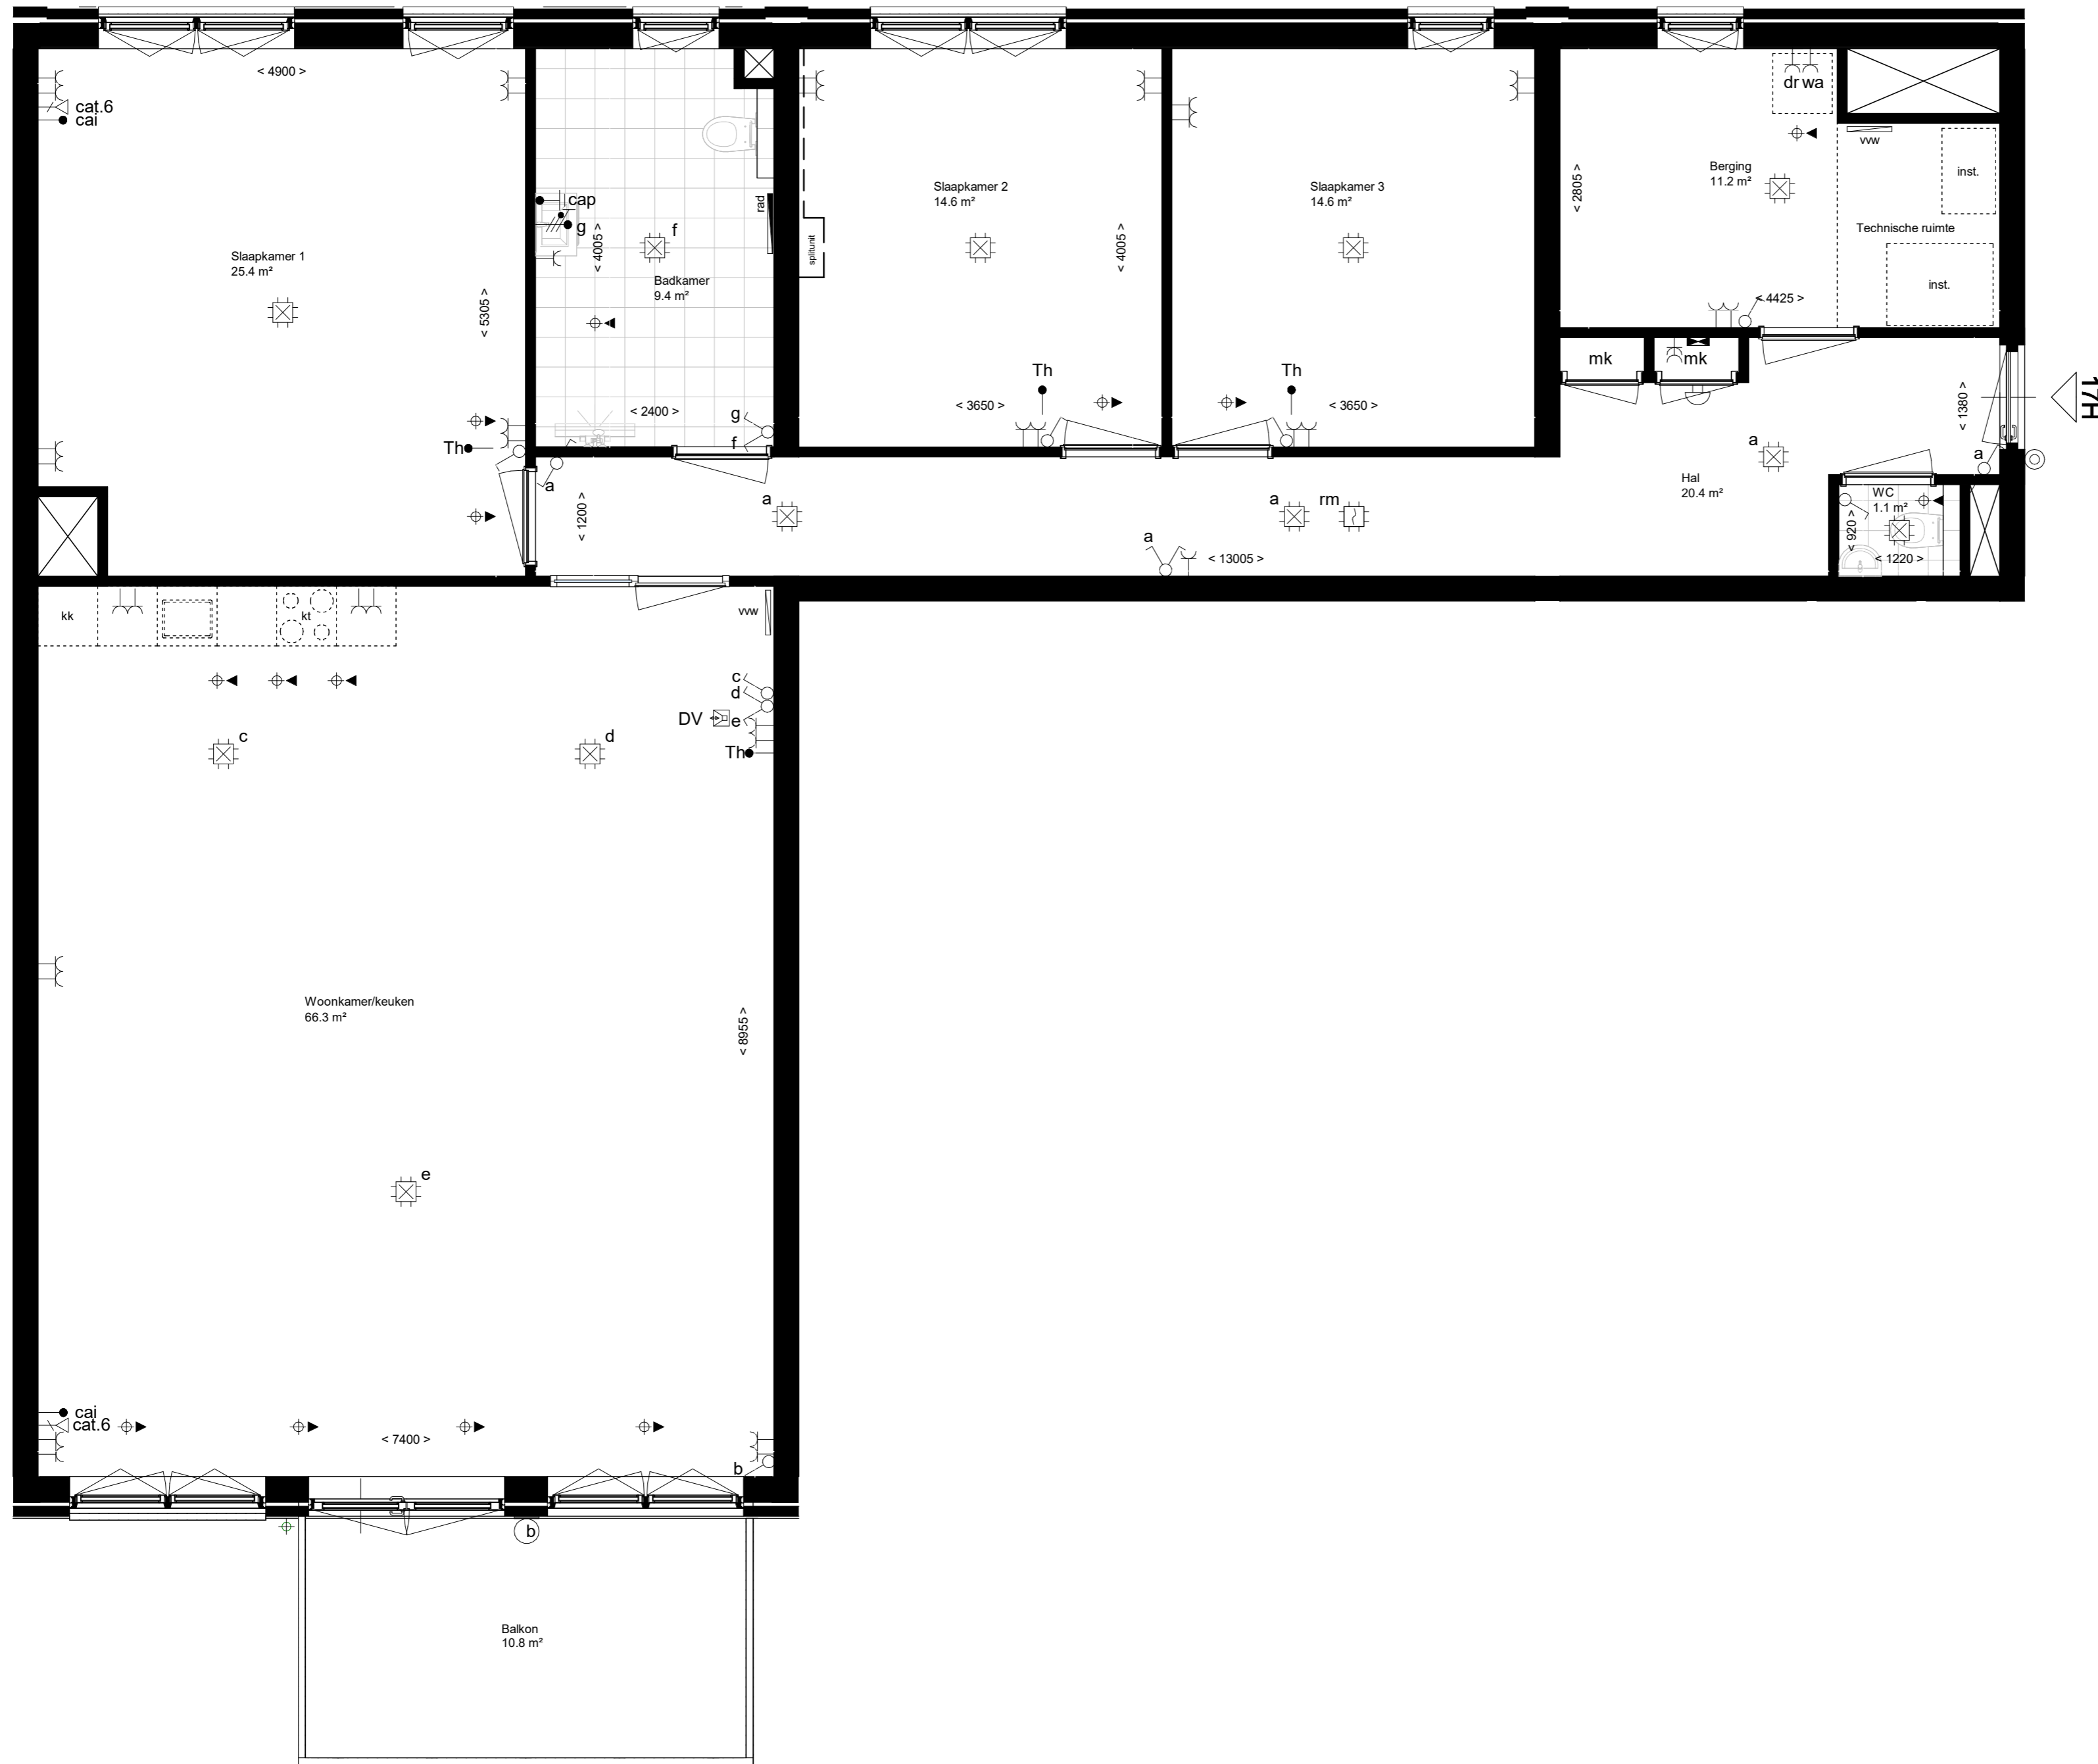 < 4900 >
cat.6
cai
Slaapkamer 1
25.4 m²
< 5305 >
Th
cap
g
< 4005 >
f
rad
Badkamer
9.4 m²
< 2400 >
g
f
Slaapkamer 2
14.6 m²
splitunit
< 4005 >
Th
< 3650 >
Slaapkamer 3
14.6 m²
Th
< 3650 >
dr wa
vvw
Berging
11.2 m²
inst.
< 2805 >
Technische ruimte
inst.
< 4425 >
mk
mk
< 1380 >
17H
a
a
Hal
20.4 m²
WC
1.1 m²
< 920 >
< 1220 >
a
< 1200 >
a
a
rm
a
< 13005 >
kk
kt
vvw
c
d
DV
e
Th
c
d
Woonkamer/keuken
66.3 m²
< 8955 >
e
cai
cat.6
< 7400 >
b
b
Balkon
10.8 m²